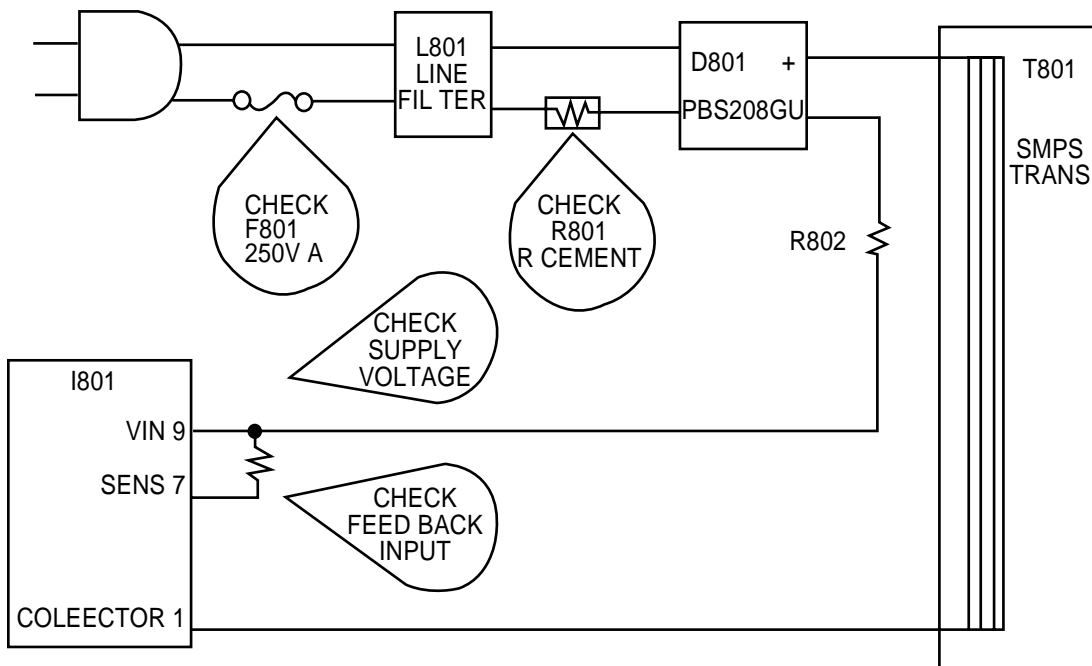 L801
LINE
FIL TER
D801 +
PBS208GU
T801
SMPS
TRANS
CHECK
F801
250V A
CHECK
R801
R CEMENT
R802
CHECK
SUPPLY
VOLTAGE
I801
VIN 9
SENS 7
COLEECTOR 1
CHECK
FEED BACK
INPUT